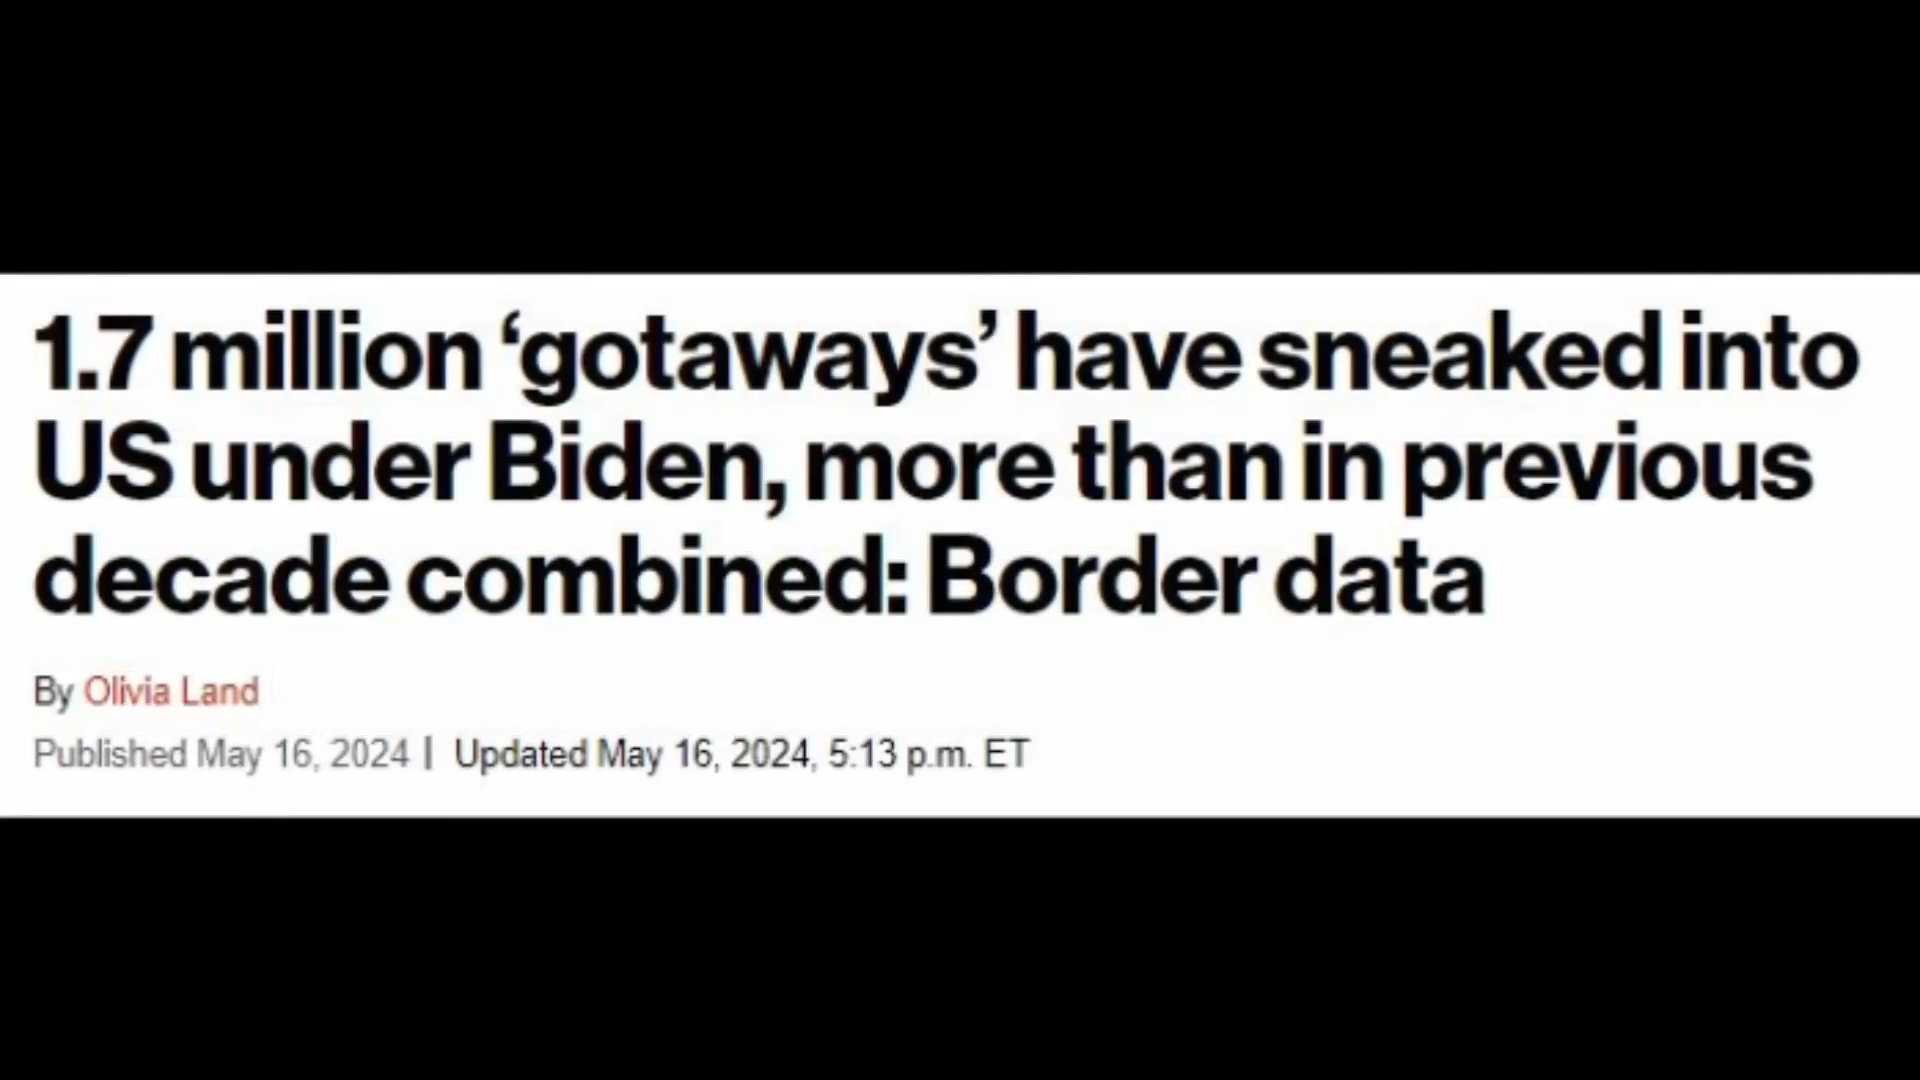 1.7 million ‘gotaways’ have sneaked into
US under Biden, more than in previous
decade combined: Border data
By Olivia Land
Published May 16, 2024 | Updated May 16, 2024, 5:13 p.m. ET